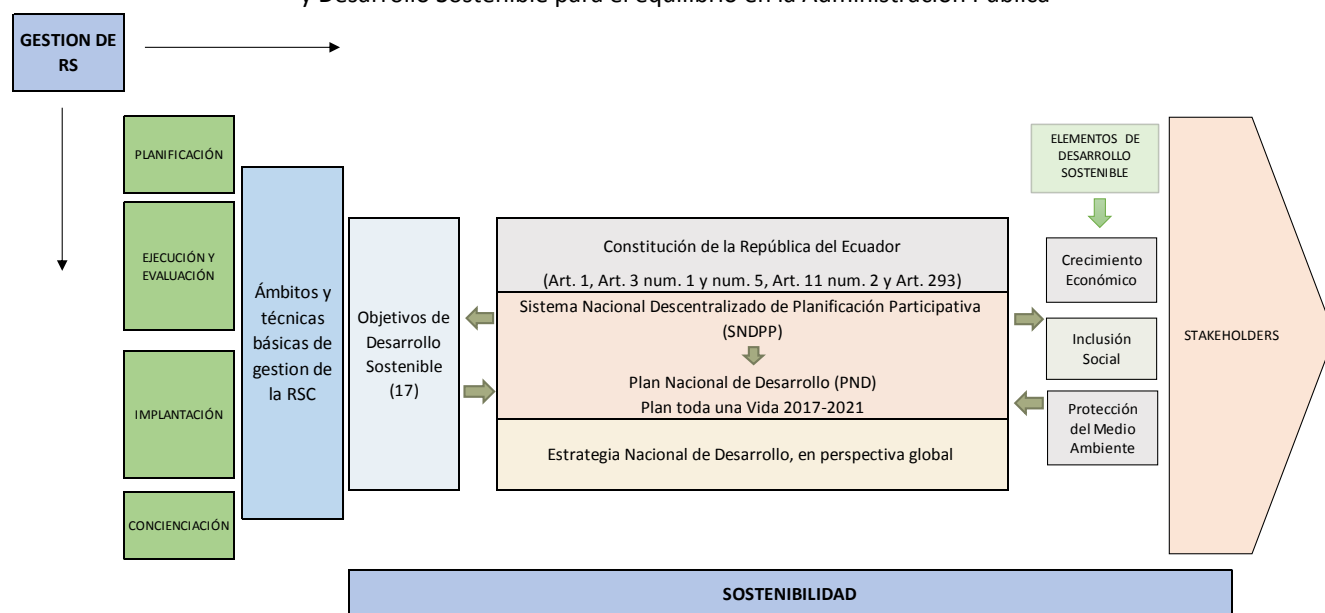 y Desarrollo Sostenible para el equilibrio en la Administración Pública
GESTION DE
RS
PLANIFICACIÓN
EJECUCIÓN Y
EVALUACIÓN
IMPLANTACIÓN
CONCIENCIACIÓN
Ámbitos y
técnicas
básicas de
gestion de
la RSC
Objetivos de
Desarrollo
Sostenible
(17)
Constitución de la República del Ecuador
(Art. 1, Art. 3 num. 1 y num. 5, Art. 11 num. 2 y Art. 293)
Sistema Nacional Descentralizado de Planificación Participativa
(SNDPP)
Plan Nacional de Desarrollo (PND)
Plan toda una Vida 2017-2021
Estrategia Nacional de Desarrollo, en perspectiva global
ELEMENTOS DE
DESARROLLO
SOSTENIBLE
Crecimiento
Económico
Inclusión
Social
Protección
del Medio
Ambiente
STAKEHOLDERS
SOSTENIBILIDAD